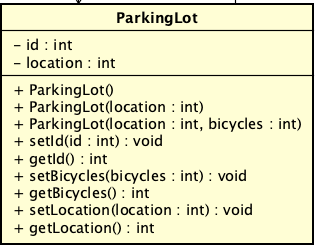 ParkingLot
- id : int
- location : int
+ ParkingLot()
+ ParkingLot(location : int)
+ ParkingLot(location : int, bicycles : int)
+ setId(id : int) : void
+ getId() : int
+ setBicycles(bicycles : int) : void
+ getBicycles() : int
+ setLocation(location : int) : void
+ getLocation() : int